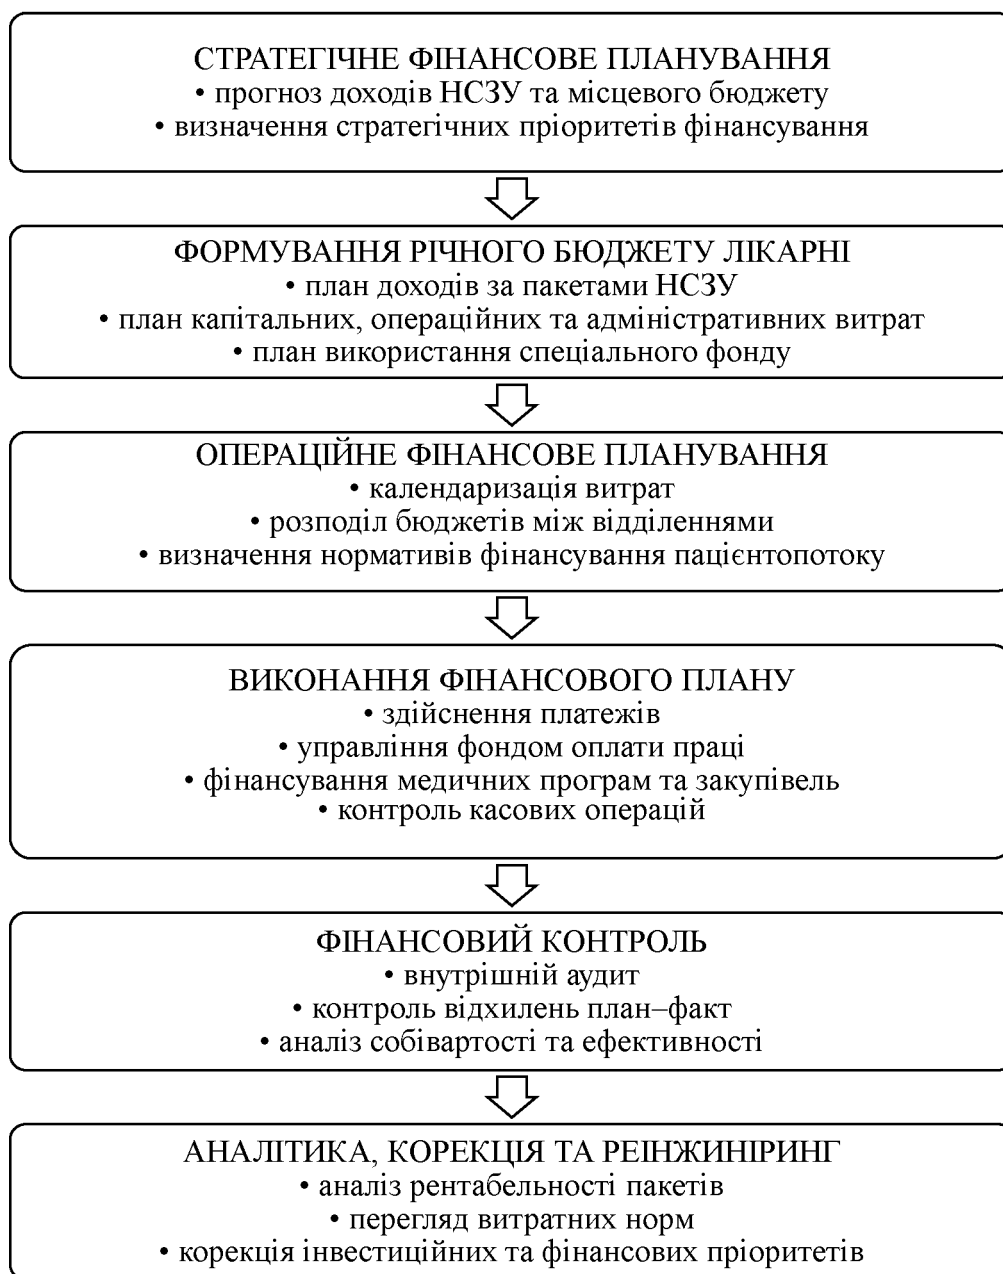 СТРАТЕГІЧНЕ ФІНАНСОВЕ ПЛАНУВАННЯ
• прогноз доходів НСЗУ та місцевого бюджету
• визначення стратегічних пріоритетів фінансування
ФОРМУВАННЯ РІЧНОГО БЮДЖЕТУ ЛІКАРНІ
• план доходів за пакетами НСЗУ
• план капітальних, операційних та адміністративних витрат
• план використання спеціального фонду
ОПЕРАЦІЙНЕ ФІНАНСОВЕ ПЛАНУВАННЯ
• календаризація витрат
• розподіл бюджетів між відділеннями
• визначення нормативів фінансування пацієнтопотоку
ВИКОНАННЯ ФІНАНСОВОГО ПЛАНУ
• здійснення платежів
• управління фондом оплати праці
• фінансування медичних програм та закупівель
• контроль касових операцій
ФІНАНСОВИЙ КОНТРОЛЬ
• внутрішній аудит
• контроль відхилень план–факт
• аналіз собівартості та ефективності
АНАЛІТИКА, КОРЕКЦІЯ ТА РЕІНЖИНІРИНГ
• аналіз рентабельності пакетів
• перегляд витратних норм
• корекція інвестиційних та фінансових пріоритетів